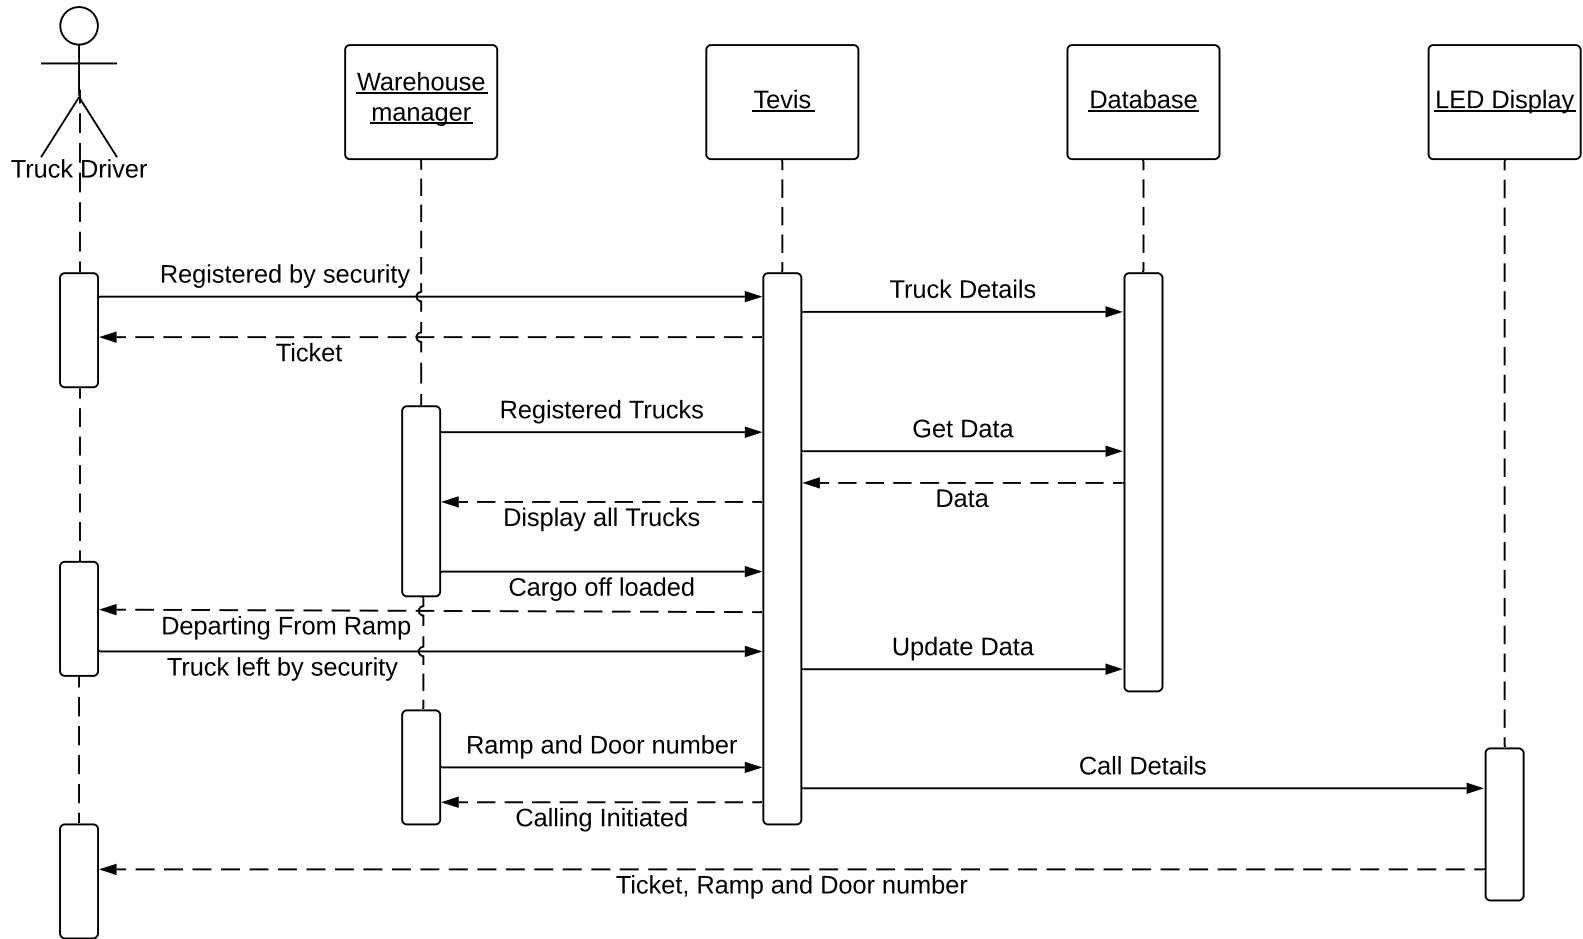 Warehouse
manager
Tevis
Database
LED Display
Truck Driver
Registered by security
Truck Details
Ticket
Registered Trucks
Get Data
Data
Display all Trucks
Cargo off loaded
Departing From Ramp
Update Data
Truck left by security
Ramp and Door number
Call Details
Calling Initiated
Ticket, Ramp and Door number